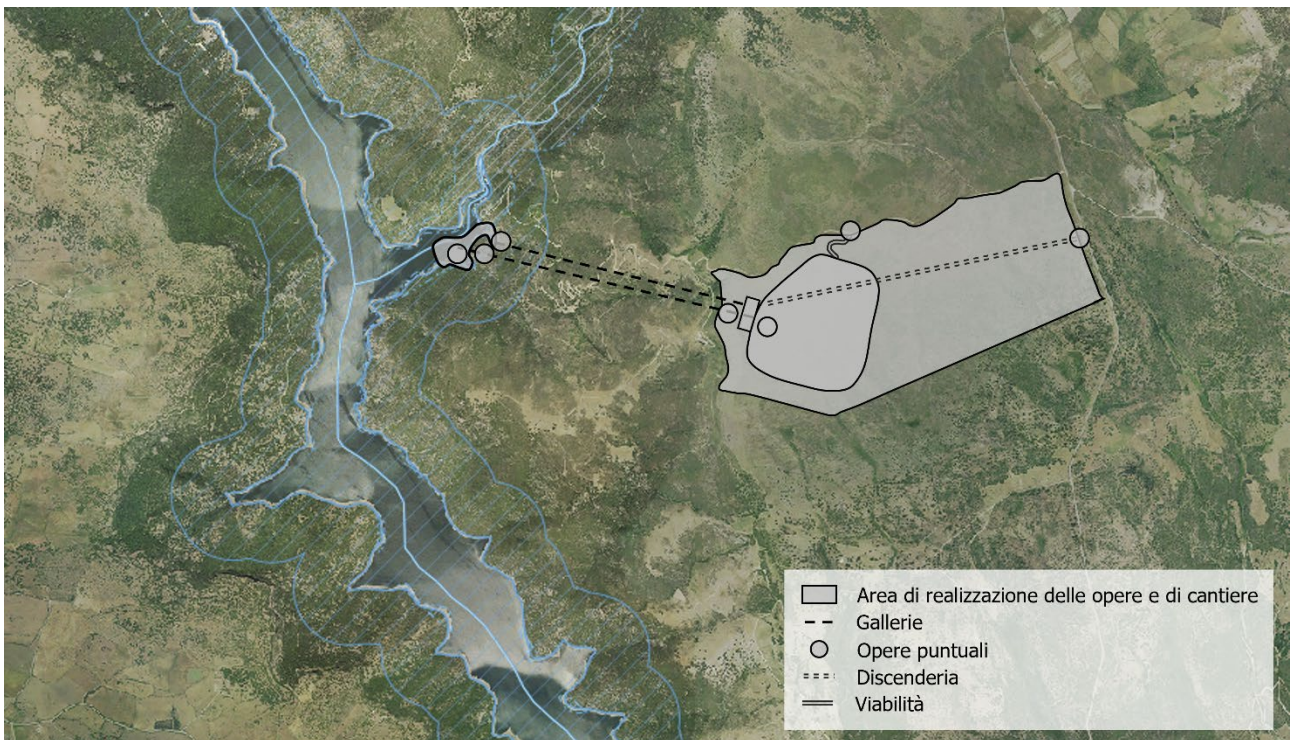 Area di realizzazione delle opere e di cantiere
Gallerie
Opere puntuali
Discenderia
Viabilità